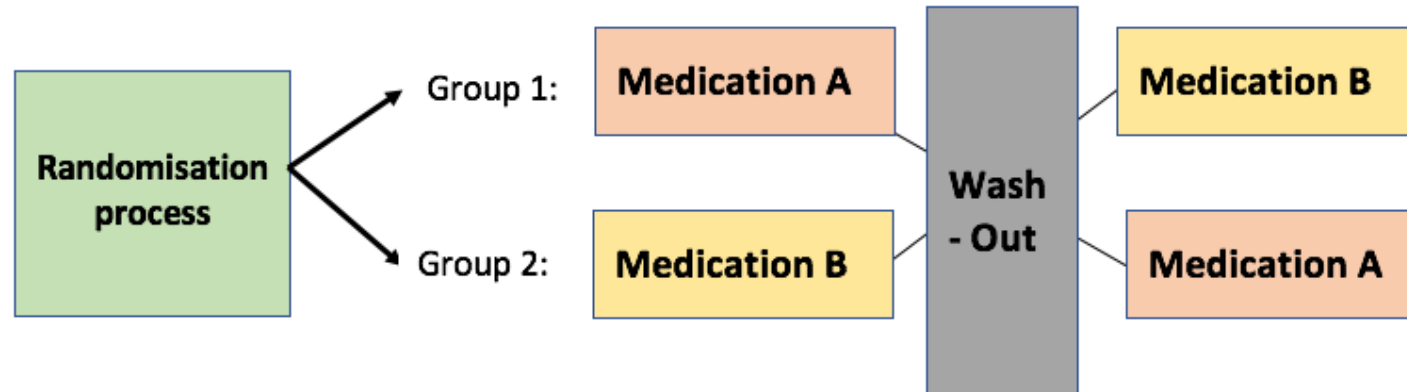 Randomisation
process
Group 1:
Medication A
Medication B
Group 2:
Medication B
Wash
- Out
Medication A